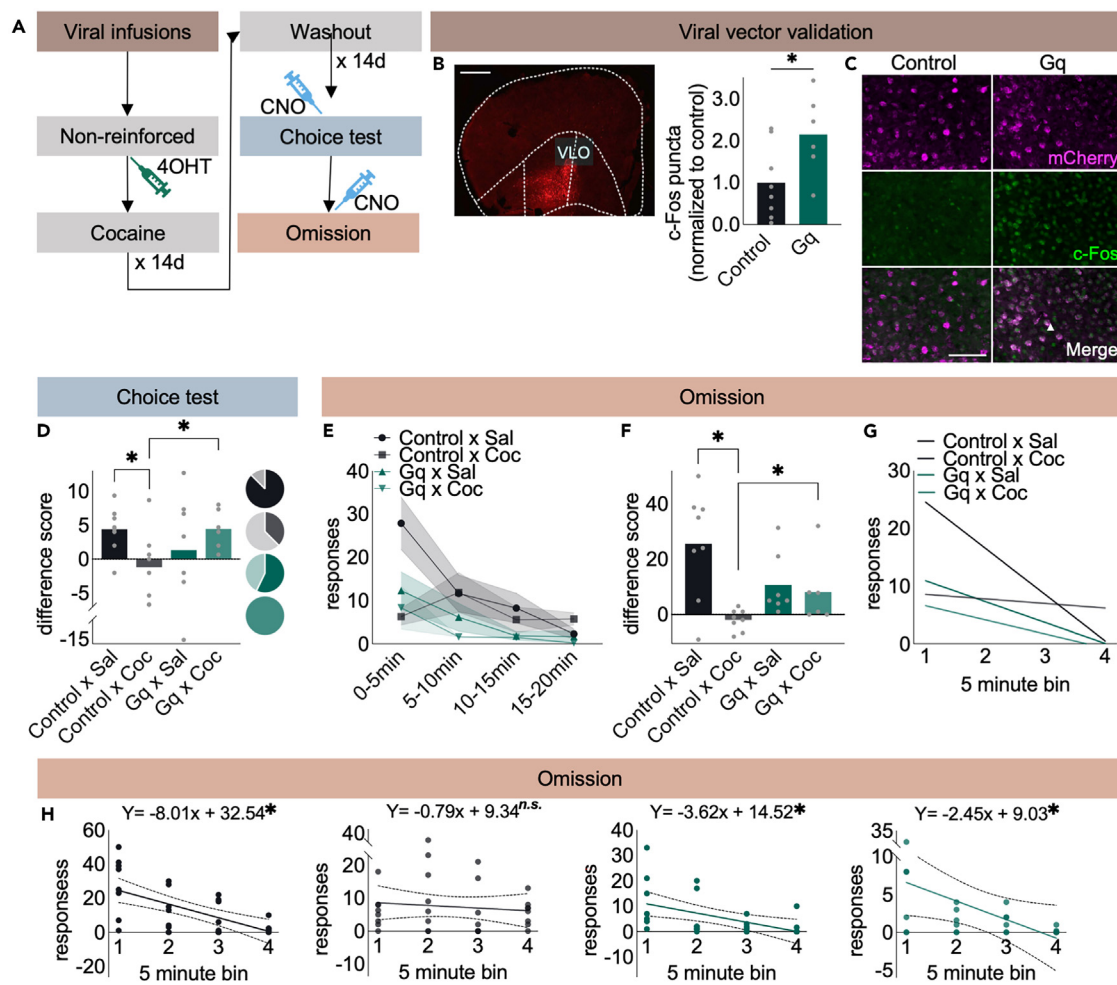 A
Viral infusions
Non-reinforced
4OHT
Cocaine
x 14d
Washout
x 14d
CNO
Choice test
CNO
Omission
Viral vector validation
B
VLO
*
c-Fos puncta
(normalized to control)
3.0
2.0
1.0
0.0
Control
Gq
C
Control
Gq
mCherry
c-Fos
Merge
Choice test
D
*
*
difference score
10
5
0
-5
-15
Control x Sal
Control x Coc
Gq x Sal
Gq x Coc
Omission
E
Control x Sal
Control x Coc
Gq x Sal
Gq x Coc
responses
40
30
20
10
0
0-5min
5-10min
10-15min
15-20min
F
*
*
difference score
40
20
0
Control x Sal
Control x Coc
Gq x Sal
Gq x Coc
G
Control x Sal
Control x Coc
Gq x Sal
Gq x Coc
responses
30
20
10
0
1 2 3 4
5 minute bin
Omission
H
Y= -8.01x + 32.54*
responsess
60
40
20
0
-20
1 2 3 4
5 minute bin
Y= -0.79x + 9.34n.s.
responses
40
20
10
0
-10
1 2 3 4
5 minute bin
Y= -3.62x + 14.52*
responses
40
30
20
10
0
-10
1 2 3 4
5 minute bin
Y= -2.45x + 9.03*
responses
35
10
5
0
-5
1 2 3 4
5 minute bin